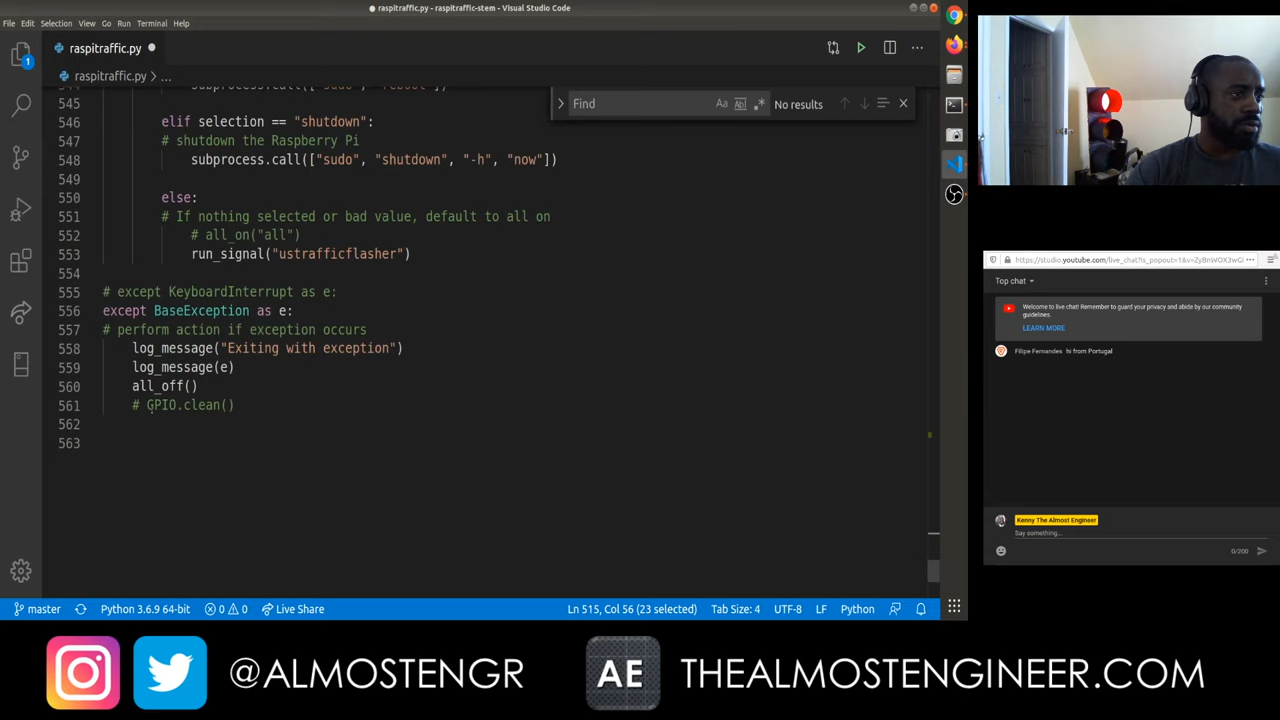 raspitraffic.py - raspitraffic-stem - Visual Studio Code
File Edit Selection View Go Run Terminal Help
raspitraffic.py
raspitraffic.py > ...
Find
Aa
Abl
.*
No results
545 subprocess.call(["sudo", "reboot"])
546 elif selection == "shutdown":
547 # shutdown the Raspberry Pi
548 subprocess.call(["sudo", "shutdown", "-h", "now"])
549
550 else:
551 # If nothing selected or bad value, default to all on
552 # all_on("all")
553 run_signal("ustrafficflasher")
554
555 # except KeyboardInterrupt as e:
556 except BaseException as e:
557 # perform action if exception occurs
558 log_message("Exiting with exception")
559 log_message(e)
560 all_off()
561 # GPIO.clean()
562
563
1
master Python 3.6.9 64-bit 0 0 Live Share Ln 515, Col 56 (23 selected) Tab Size: 4 UTF-8 LF Python
https://studio.youtube.com/live_chat?is_popout=1&v=ZyBnWOX3wGI
Top chat
Welcome to live chat! Remember to guard your privacy and abide by our community
guidelines.
LEARN MORE
Filipe Fernandes hi from Portugal
Kenny The Almost Engineer
Say something...
0/200
@ALMOSTENGR AE THEALMOSTENGINEER.COM